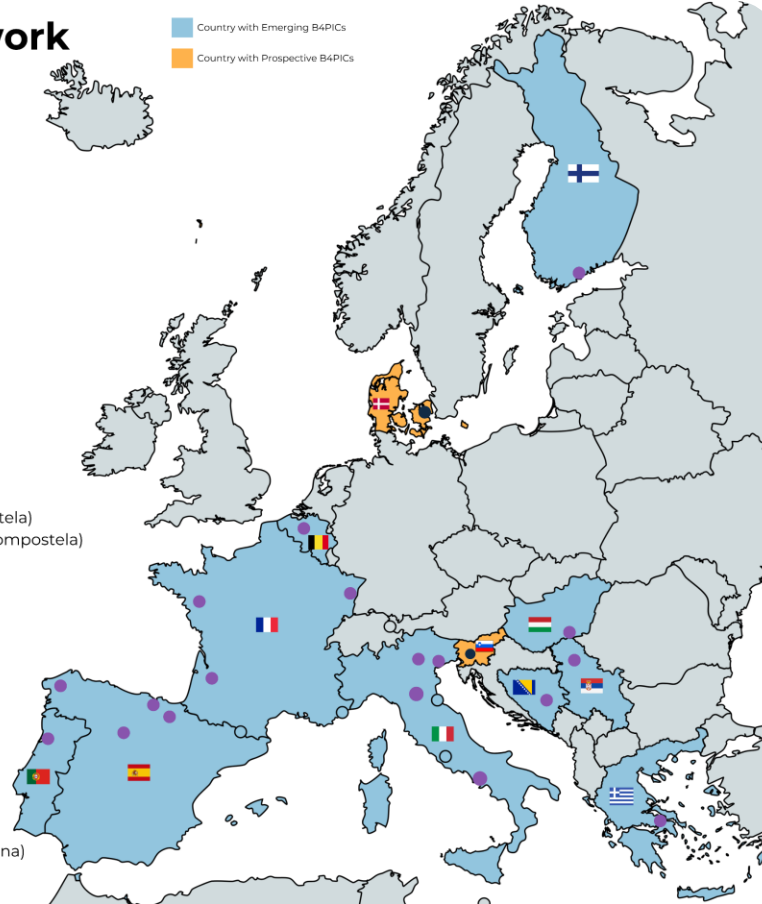 work
Country with Emerging B4PICs
Country with Prospective B4PICs
tela)
ompostela)
na)